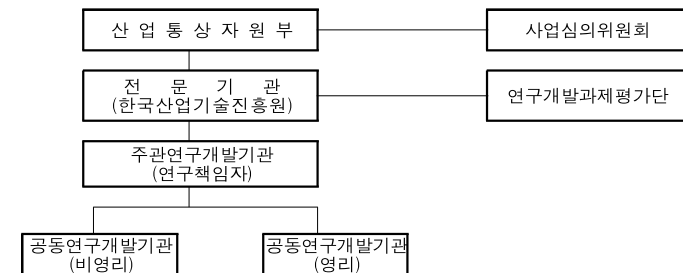 산 업 통 상 자 원 부
사업심의위원회
전 문 기 관
(한국산업기술진흥원)
연구개발과제평가단
주관연구개발기관
(연구책임자)
공동연구개발기관
(비영리)
공동연구개발기관
(영리)